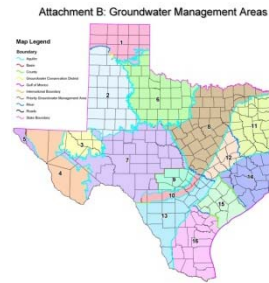 Attachment B: Groundwater Management Areas
Map Legend
Boundary
Aquifer
Basin
County
Groundwater Conservation District
Gulf of Mexico
International Boundary
Priority Groundwater Management Area
River
State Boundary
1
2
6
8
11
3
5
7
12
14
4
9
10
15
13
16